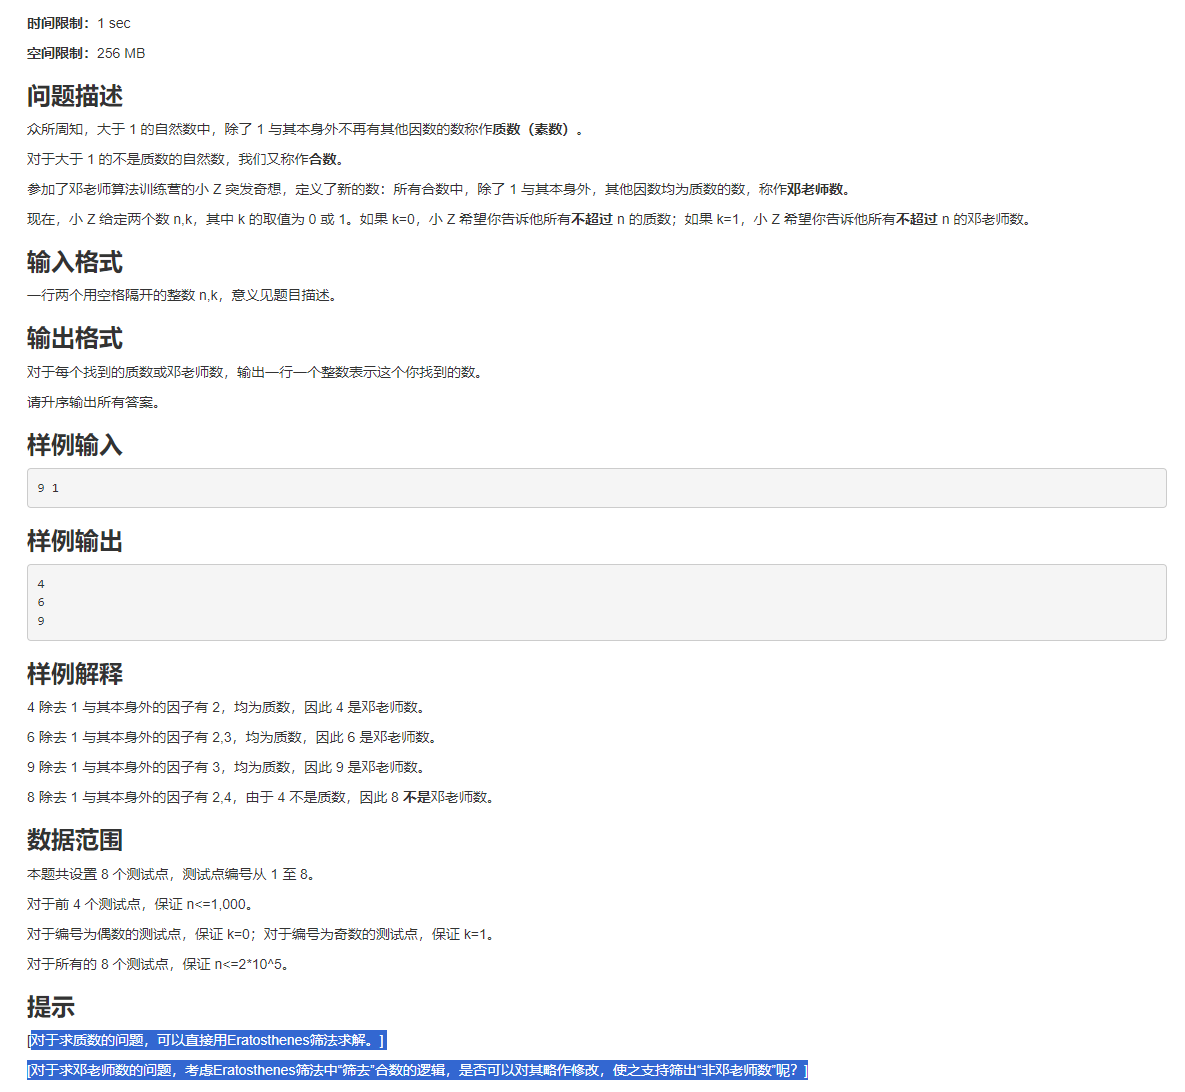 时间限制：1 sec
空间限制：256 MB
问题描述
众所周知，大于 1 的自然数中，除了 1 与其本身外不再有其他因数的数称作质数（素数）。
对于大于 1 的不是质数的自然数，我们又称作合数。
参加了邓老师算法训练营的小 Z 突发奇想，定义了新的数：所有合数中，除了 1 与其本身外，其他因数均为质数的数，称作邓老师数。
现在，小 Z 给定两个数 n,k，其中 k 的取值为 0 或 1。如果 k=0，小 Z 希望你告诉他所有不超过 n 的质数；如果 k=1，小 Z 希望你告诉他所有不超过 n 的邓老师数。
输入格式
一行两个用空格隔开的整数 n,k，意义见题目描述。
输出格式
对于每个找到的质数或邓老师数，输出一行一个整数表示这个你找到的数。
请升序输出所有答案。
样例输入
9 1
样例输出
4
6
9
样例解释
4 除去 1 与其本身外的因子有 2，均为质数，因此 4 是邓老师数。
6 除去 1 与其本身外的因子有 2,3，均为质数，因此 6 是邓老师数。
9 除去 1 与其本身外的因子有 3，均为质数，因此 9 是邓老师数。
8 除去 1 与其本身外的因子有 2,4，由于 4 不是质数，因此 8 不是邓老师数。
数据范围
本题共设置 8 个测试点，测试点编号从 1 至 8。
对于前 4 个测试点，保证 n<=1,000。
对于编号为偶数的测试点，保证 k=0；对于编号为奇数的测试点，保证 k=1。
对于所有的 8 个测试点，保证 n<=2*10^5。
提示
[对于求质数的问题，可以直接用Eratosthenes筛法求解。]
[对于求邓老师数的问题，考虑Eratosthenes筛法中“筛去”合数的逻辑，是否可以对其略作修改，使之支持筛出“非邓老师数”呢？]